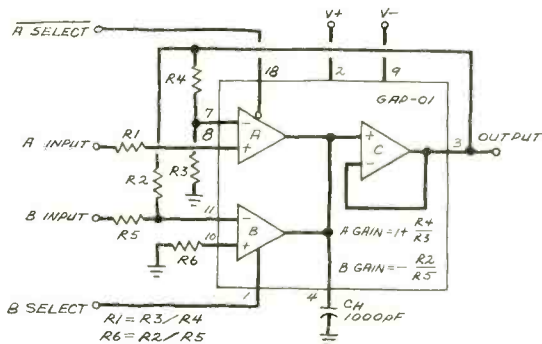 V+
V-
A SELECT
18
2
9
R4
GAP-01
7
8
A
C
3
OUTPUT
A INPUT
R1
R3
R2
A GAIN = 1 + R4/R3
B INPUT
R5
11
10
B
R6
B GAIN = - R2/R5
B SELECT
1
4
CH
1000pF
R1 = R3/R4
R6 = R2/R5